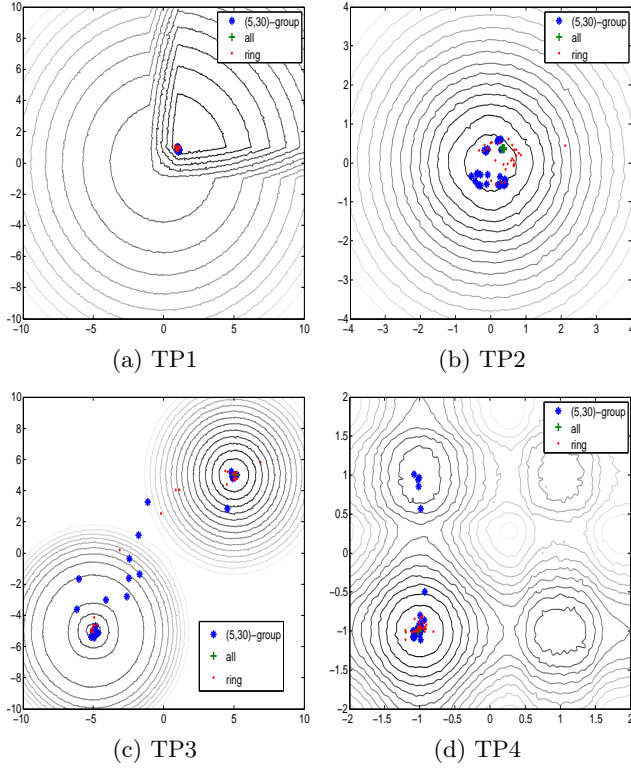 10
8
6
4
2
0
-2
-4
-6
-8
-10
-10 -5 0 5 10
(5,30)-group
all
ring
(a) TP1
4
3
2
1
0
-1
-2
-3
-4
-4 -3 -2 -1 0 1 2 3 4
(5,30)-group
all
ring
(b) TP2
10
8
6
4
2
0
-2
-4
-6
-8
-10
-10 -5 0 5 10
(5,30)-group
all
ring
(c) TP3
2
1.5
1
0.5
0
-0.5
-1
-1.5
-2
-2 -1.5 -1 -0.5 0 0.5 1 1.5 2
(5,30)-group
all
ring
(d) TP4